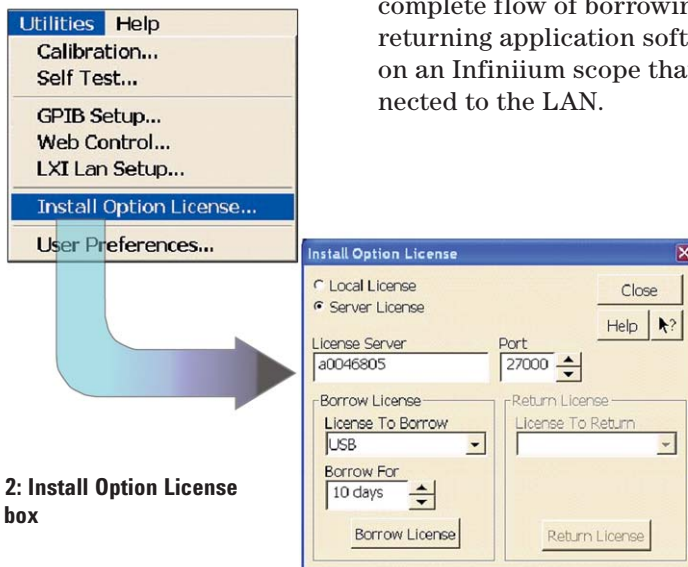 complete flow of borrowin
returning application soft
on an Infiniium scope tha
nected to the LAN.
Utilities Help
Calibration...
Self Test...
GPIB Setup...
Web Control...
LXI Lan Setup...
Install Option License...
User Preferences...
Install Option License
Local License
Server License
Close
Help
License Server
Port
a0046805
27000
Borrow License
License To Borrow
USB
Borrow For
10 days
Borrow License
Return License
License To Return
Return License
2: Install Option License
box